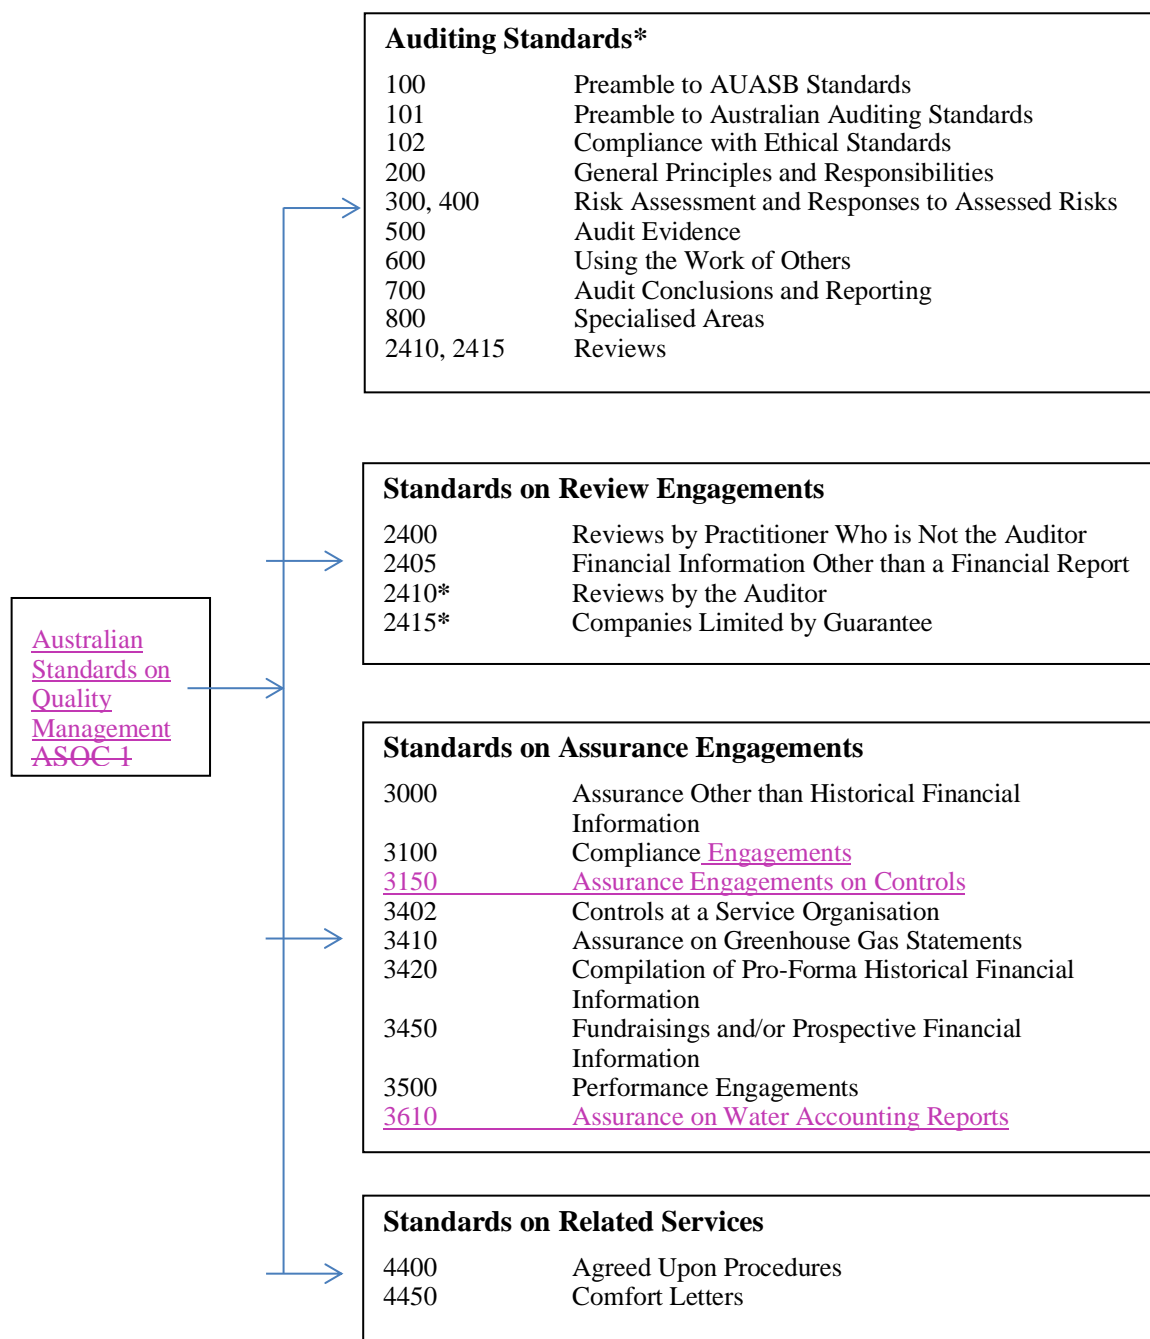 Auditing Standards*
100 Preamble to AUASB Standards
101 Preamble to Australian Auditing Standards
102 Compliance with Ethical Standards
200 General Principles and Responsibilities
300, 400 Risk Assessment and Responses to Assessed Risks
500 Audit Evidence
600 Using the Work of Others
700 Audit Conclusions and Reporting
800 Specialised Areas
2410, 2415 Reviews
Standards on Review Engagements
2400 Reviews by Practitioner Who is Not the Auditor
2405 Financial Information Other than a Financial Report
2410* Reviews by the Auditor
2415* Companies Limited by Guarantee
Australian
Standards on
Quality
Management
ASQC 1
Standards on Assurance Engagements
3000 Assurance Other than Historical Financial
Information
3100 Compliance Engagements
3150 Assurance Engagements on Controls
3402 Controls at a Service Organisation
3410 Assurance on Greenhouse Gas Statements
3420 Compilation of Pro-Forma Historical Financial
Information
3450 Fundraisings and/or Prospective Financial
Information
3500 Performance Engagements
3610 Assurance on Water Accounting Reports
Standards on Related Services
4400 Agreed Upon Procedures
4450 Comfort Letters